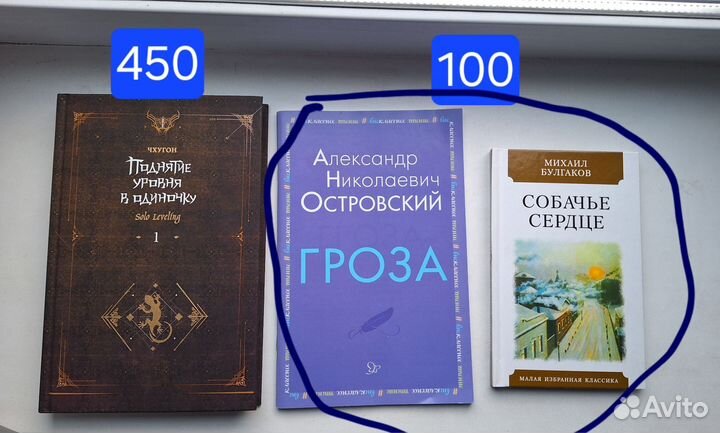 450
100
ЧХУГОН
ПОДНЯТИЕ
УРОВНЯ
В ОДИНОЧКУ
Solo Leveling
1
АЛЕКСАНДР
НИКОЛАЕВИЧ
ОСТРОВСКИЙ
ГРОЗА
МИХАИЛ
БУЛГАКОВ
СОБАЧЬЕ
СЕРДЦЕ
МАЛАЯ ИЗБРАННАЯ КЛАССИКА
Avito